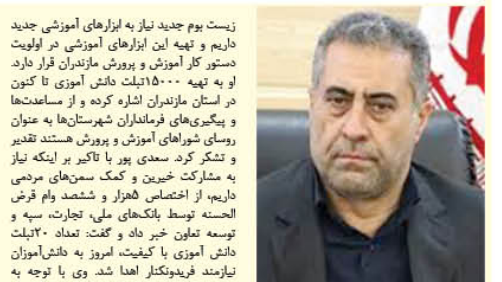 زیست بوم جدید نیاز به ابزارهای آموزشی جدید
داریم و تهیه این ابزارهای آموزشی در اولویت
دستور کار آموزش و پرورش مازندران قرار دارد.
او به تهیه ۱۵۰۰۰تبلت دانش آموزی تا کنون
در استان مازندران اشاره کرده و از مساعدت‌ها
و پیگیری‌های فرمانداران شهرستان‌ها به عنوان
روسای شوراهای آموزش و پرورش هستند تقدیر
و تشکر کرد. سعدی پور با تاکیر بر اینکه نیاز
به مشارکت خیرین و کمک سمن‌های مردمی
داریم، از اختصاص ۵هزار و ششصد وام قرض
الحسنه توسط بانک‌های ملی، تجارت، سپه و
توسعه تعاون خبر داد و گفت: تعداد ۲۰تبلت
دانش آموزی با کیفیت، امروز به دانش‌آموزان
نیازمند فریدونکنار اهدا شد. وی با توجه به